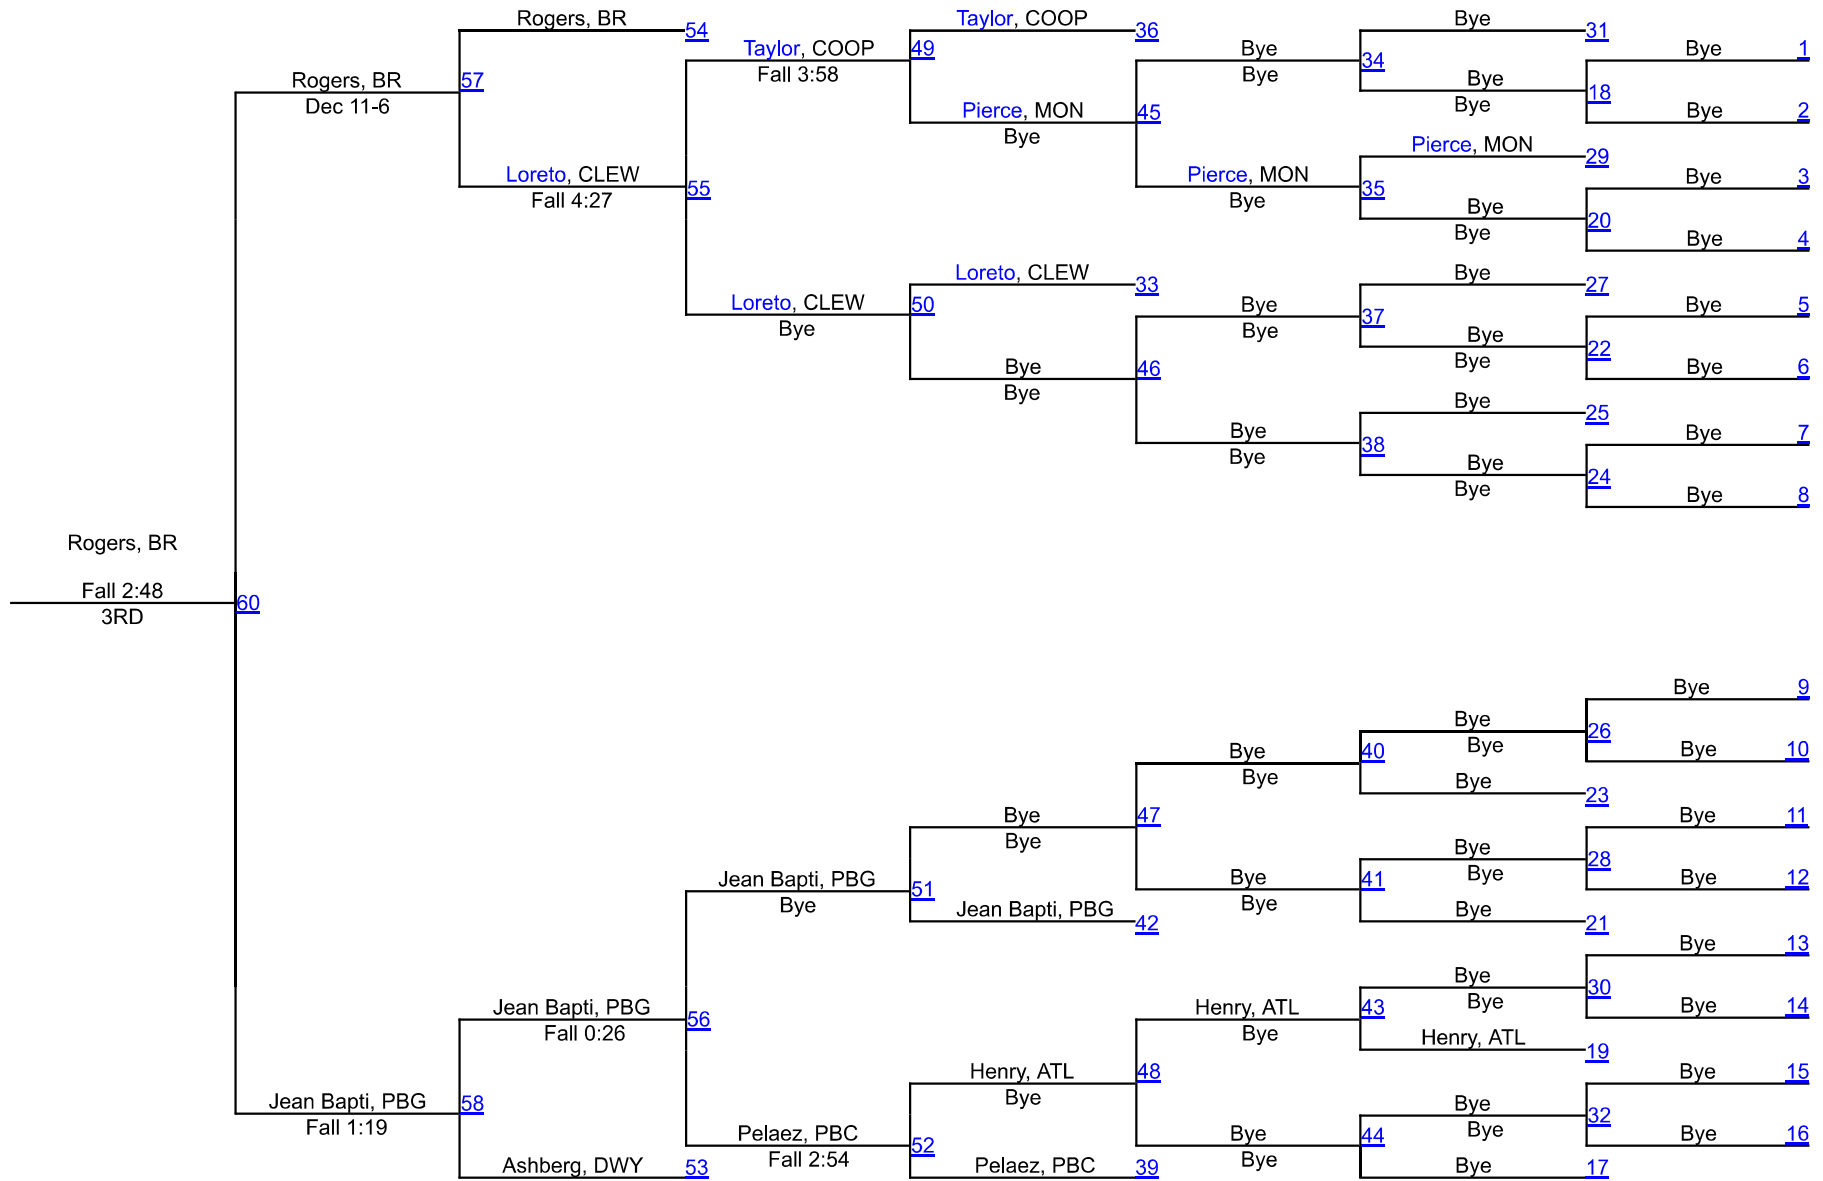 Rogers, BR
54
Taylor, COOP
36
Bye
31
Taylor, COOP
49
Bye
34
Bye
1
Fall 3:58
Bye
Rogers, BR
57
Bye
18
Dec 11-6
Bye
Pierce, MON
45
Bye
2
Bye
Pierce, MON
29
Loreto, CLEW
55
Pierce, MON
35
Bye
3
Fall 4:27
Bye
Bye
20
Bye
Bye
4
Loreto, CLEW
33
Bye
27
Loreto, CLEW
50
Bye
37
Bye
5
Bye
Bye
Bye
22
Bye
Bye
46
Bye
6
Bye
Bye
25
Bye
38
Bye
7
Bye
Bye
24
Bye
Bye
8
Rogers, BR
Fall 2:48
60
3RD
Bye
9
Bye
26
Bye
Bye
40
Bye
10
Bye
Bye
23
Bye
47
Bye
11
Bye
Bye
28
Bye
Jean Bapti, PBG
51
Bye
41
Bye
12
Bye
Bye
Jean Bapti, PBG
42
Bye
21
Bye
13
Bye
30
Bye
Jean Bapti, PBG
56
Henry, ATL
43
Bye
14
Fall 0:26
Bye
Henry, ATL
19
Henry, ATL
48
Bye
15
Bye
Jean Bapti, PBG
58
Bye
32
Fall 1:19
Bye
Pelaez, PBC
52
Bye
44
Bye
16
Fall 2:54
Bye
Ashberg, DWY
53
Pelaez, PBC
39
Bye
17